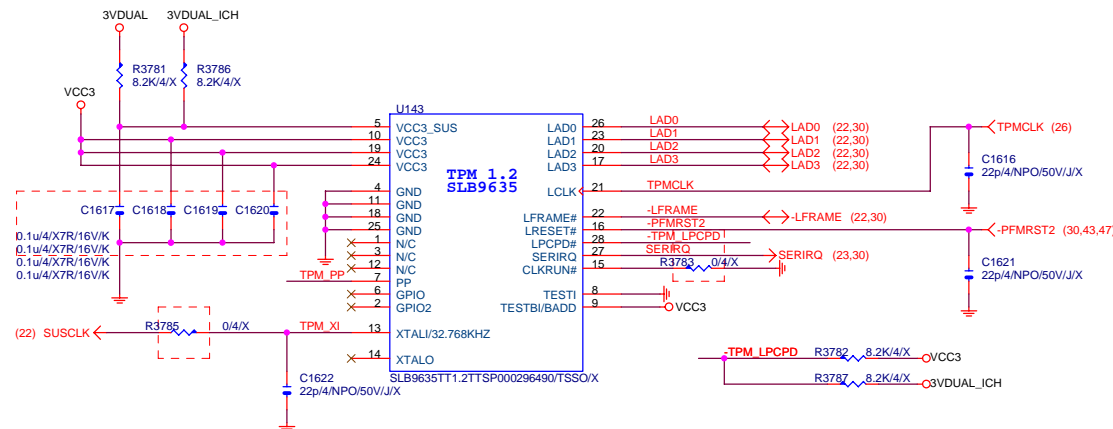 3VDUAL 3VDUAL_ICH
R3781 8.2K/4/X
R3786 8.2K/4/X
VCC3
U143
TPM 1.2
SLB9635
5 VCC3_SUS
10 VCC3
19 VCC3
24 VCC3
4 GND
11 GND
18 GND
25 GND
1 N/C
3 N/C
12 N/C
TPM_PP 7 PP
6 GPIO
2 GPIO2
TPM_XI 13 XTALI/32.768KHZ
14 XTALO
LAD0 26 LAD0 LAD0 (22,30)
LAD1 23 LAD1 LAD1 (22,30)
LAD2 20 LAD2 LAD2 (22,30)
LAD3 17 LAD3 LAD3 (22,30)
LCLK 21 TPMCLK TPMCLK (26)
LFRAME# 22 -LFRAME -LFRAME (22,30)
LRESET# 16 -PFMRST2 -PFMRST2 (30,43,47)
LPCPD# 28 -TPM_LPCPD
SERIRQ 27 SERIRQ SERIRQ (23,30)
CLKRUN# 15 R3783 0/4/X
TESTI 8
TESTBI/BADD 9 VCC3
SLB9635TT1.2TTSP000296490/TSSO/X
C1617 C1618 C1619 C1620
0.1u/4/X7R/16V/K
0.1u/4/X7R/16V/K
0.1u/4/X7R/16V/K
0.1u/4/X7R/16V/K
(22) SUSCLK R3785 0/4/X
C1622
22p/4/NPO/50V/J/X
C1616
22p/4/NPO/50V/J/X
C1621
22p/4/NPO/50V/J/X
-TPM_LPCPD R3782 8.2K/4/X VCC3
R3787 8.2K/4/X 3VDUAL_ICH